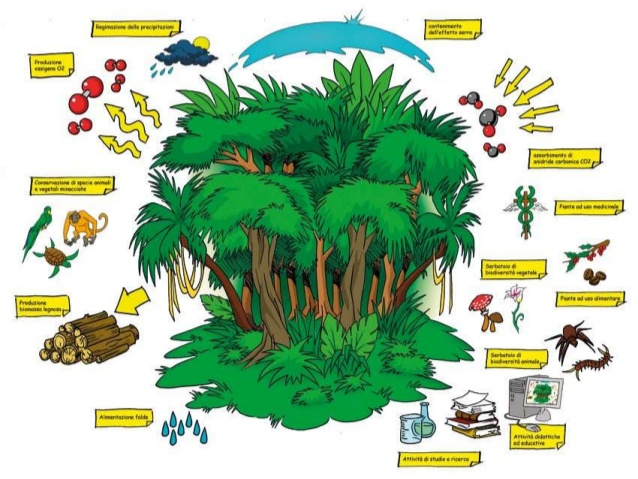 Regimazione delle precipitazioni
contenimento
dell'effetto serra
Produzione
ossigeno O2
assorbimento di
anidride carbonica CO2
Conservazione di specie animali
e vegetali minacciate
Piante ad uso medicinale
Serbatoio di
biodiversità vegetale
Produzione
biomassa legnosa
Piante ad uso alimentare
Serbatoio di
biodiversità animale
Alimentazione falde
Attività didattiche
ed educative
Attività di studio e ricerca